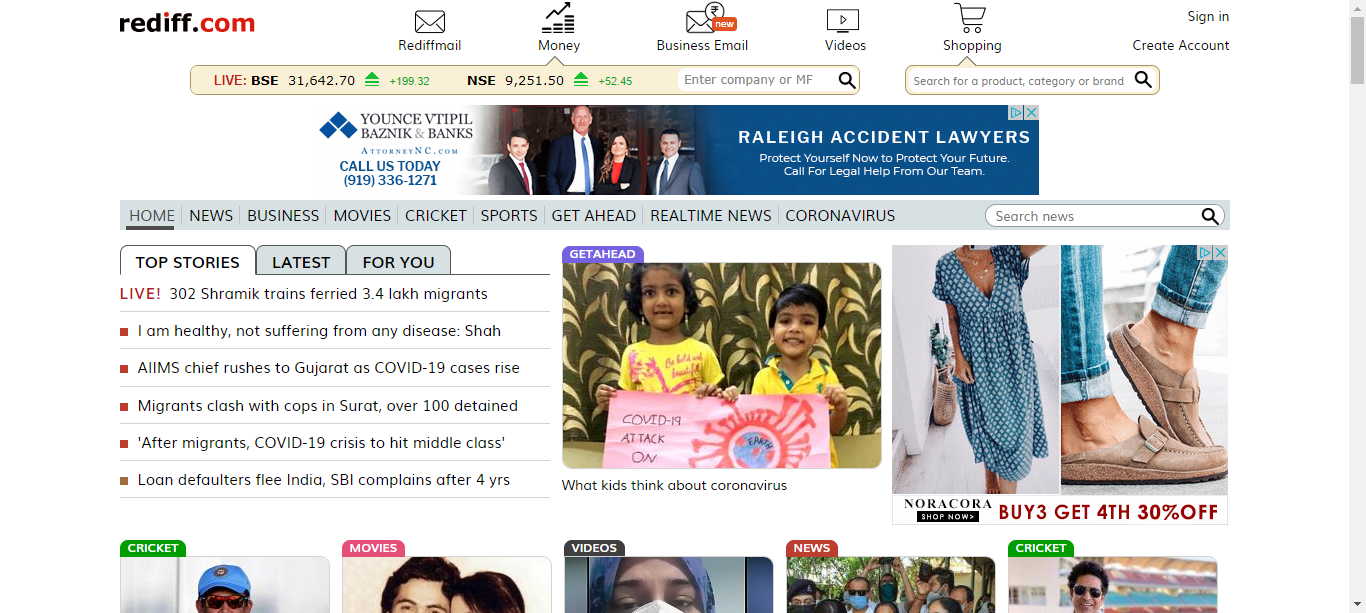 rediff.com
Rediffmail
Money
new
Business Email
Videos
Shopping
Sign in
Create Account
LIVE: BSE 31,642.70 +199.32 NSE 9,251.50 +52.45
Enter company or MF
Search for a product, category or brand
YOUNCE VTIPIL
BAZNIK & BANKS
ATTORNEYNC.COM
CALL US TODAY
(919) 336-1271
RALEIGH ACCIDENT LAWYERS
Protect Yourself Now to Protect Your Future.
Call For Legal Help From Our Team.
HOME NEWS BUSINESS MOVIES CRICKET SPORTS GET AHEAD REALTIME NEWS CORONAVIRUS
Search news
TOP STORIES LATEST FOR YOU
LIVE! 302 Shramik trains ferried 3.4 lakh migrants
I am healthy, not suffering from any disease: Shah
AIIMS chief rushes to Gujarat as COVID-19 cases rise
Migrants clash with cops in Surat, over 100 detained
'After migrants, COVID-19 crisis to hit middle class'
Loan defaulters flee India, SBI complains after 4 yrs
GETAHEAD
Be bold and
beautiful
COVID-19
ATTACK
ON
EARTH
What kids think about coronavirus
NORACORA
SHOP NOW>
BUY3 GET 4TH 30%OFF
CRICKET
MOVIES
VIDEOS
NEWS
CRICKET